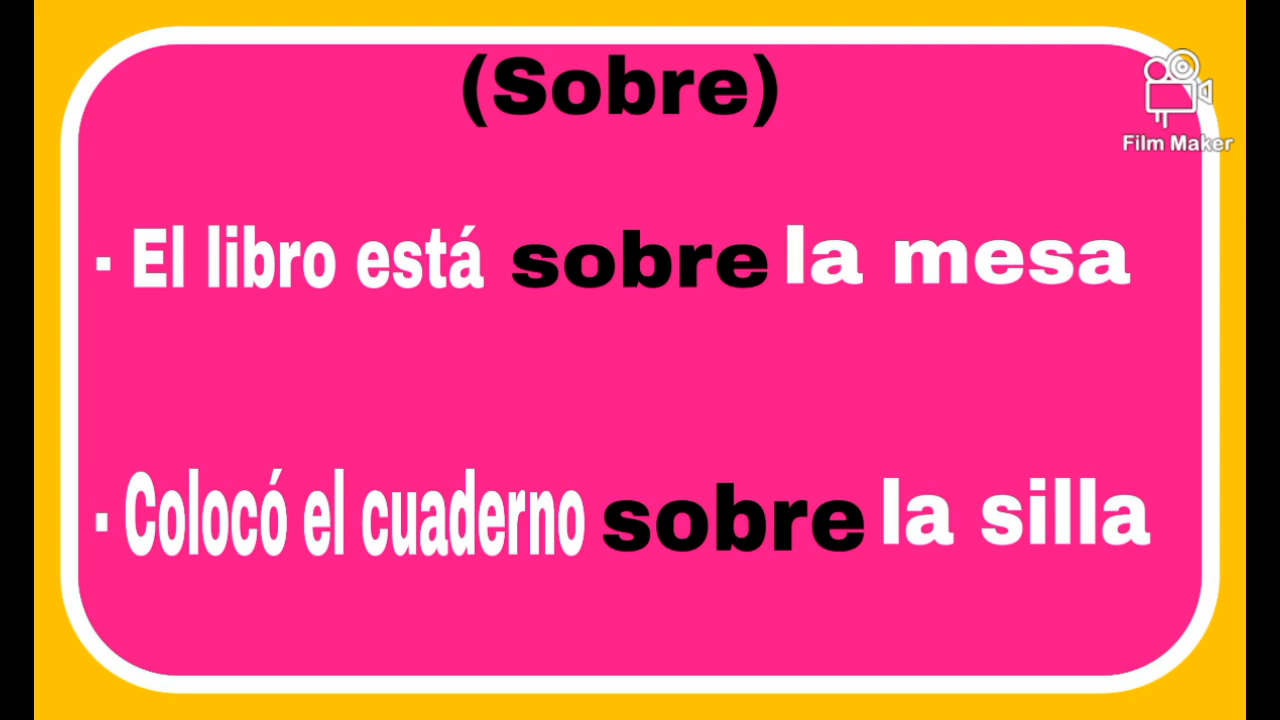 (Sobre)
Film Maker
- El libro está sobre la mesa
- Colocó el cuaderno sobre la silla